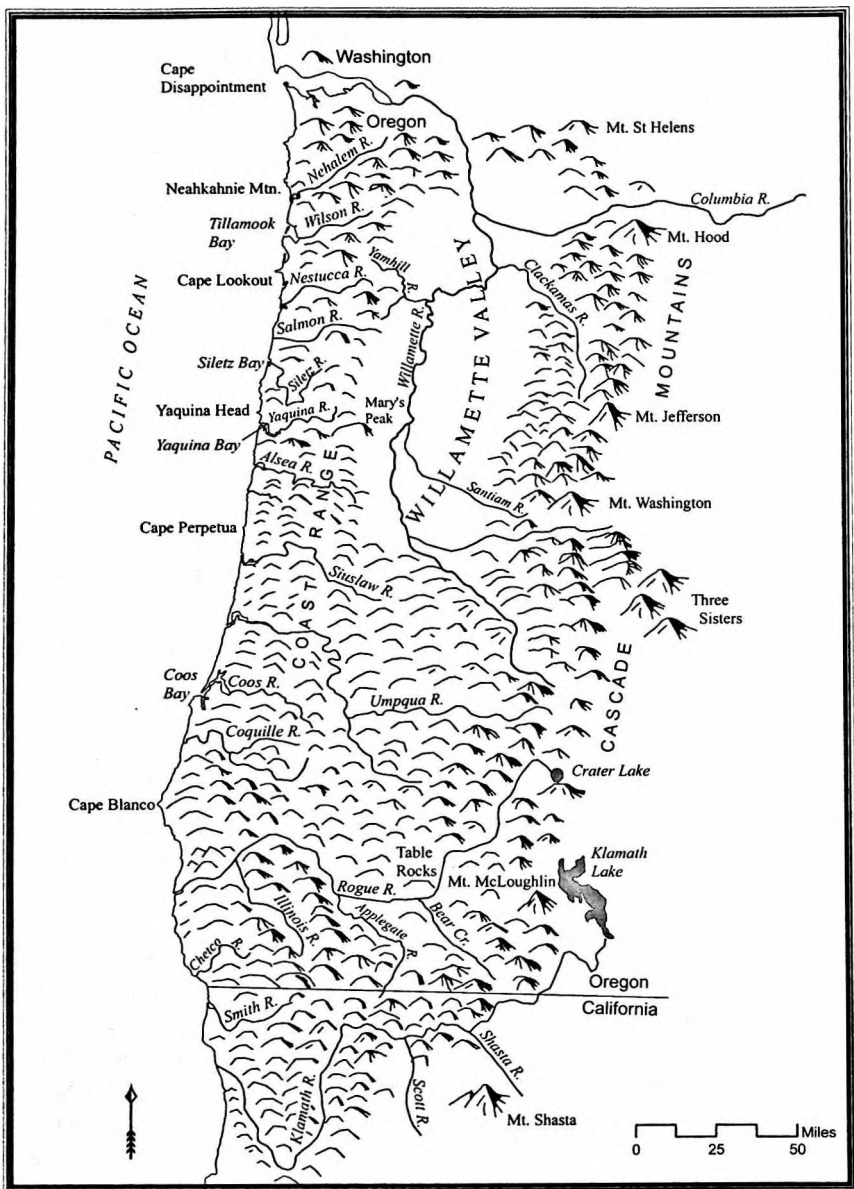 Washington
Cape
Disappointment
Oregon
Mt. St Helens
Nehalem R.
Neahkahnie Mtn.
Columbia R.
Wilson R.
Tillamook
Bay
Mt. Hood
Yamhill
R.
Clackamas R.
Cape Lookout
Nestucca R.
PACIFIC OCEAN
WILLAMETTE VALLEY
MOUNTAINS
Salmon R.
Willamette R.
Siletz Bay
Siletz R.
Mary's
Peak
Yaquina Head
Yaquina R.
Mt. Jefferson
Yaquina Bay
Alsea R.
Santiam R.
Mt. Washington
Cape Perpetua
COAST RANGE
Siuslaw R.
Three
Sisters
CASCADE
Coos
Bay
Coos R.
Umpqua R.
Coquille R.
Crater Lake
Cape Blanco
Table
Rocks
Klamath
Lake
Mt. McLoughlin
Rogue R.
Illinois R.
Applegate
R.
Bear Cr.
Chetco R.
Oregon
California
Smith R.
Shasta R.
Klamath R.
Scott R.
Mt. Shasta
Miles
0 25 50